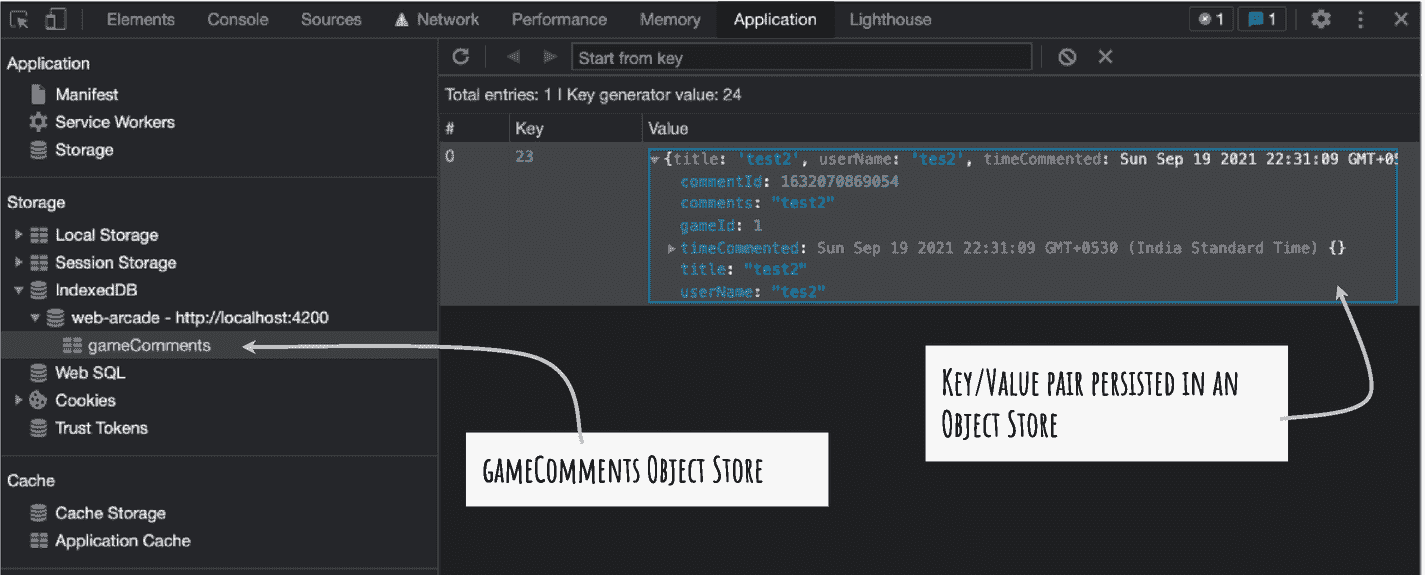 Elements Console Sources Network Performance Memory Application Lighthouse 1 1
Application
Manifest
Service Workers
Storage
Storage
Local Storage
Session Storage
IndexedDB
web-arcade - http://localhost:4200
gameComments
Web SQL
Cookies
Trust Tokens
Cache
Cache Storage
Application Cache
Start from key
Total entries: 1 | Key generator value: 24
# Key Value
0 23 {title: 'test2', userName: 'tes2', timeCommented: Sun Sep 19 2021 22:31:09 GMT+05
commentId: 1632070869054
comments: "test2"
gameId: 1
timeCommented: Sun Sep 19 2021 22:31:09 GMT+0530 (India Standard Time) {}
title: "test2"
userName: "tes2"
Key/Value pair persisted in an
Object Store
gameComments Object Store